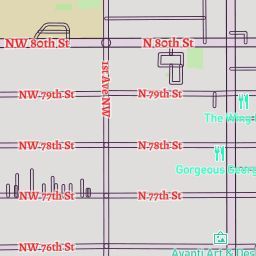 NW 80th St
N 80th St
1st Ave NW
NW 79th St
N 79th St
The Wing
NW 78th St
N 78th St
Gorgeous Georg
NW 77th St
N 77th St
NW 76th St
Avanti Art & Des